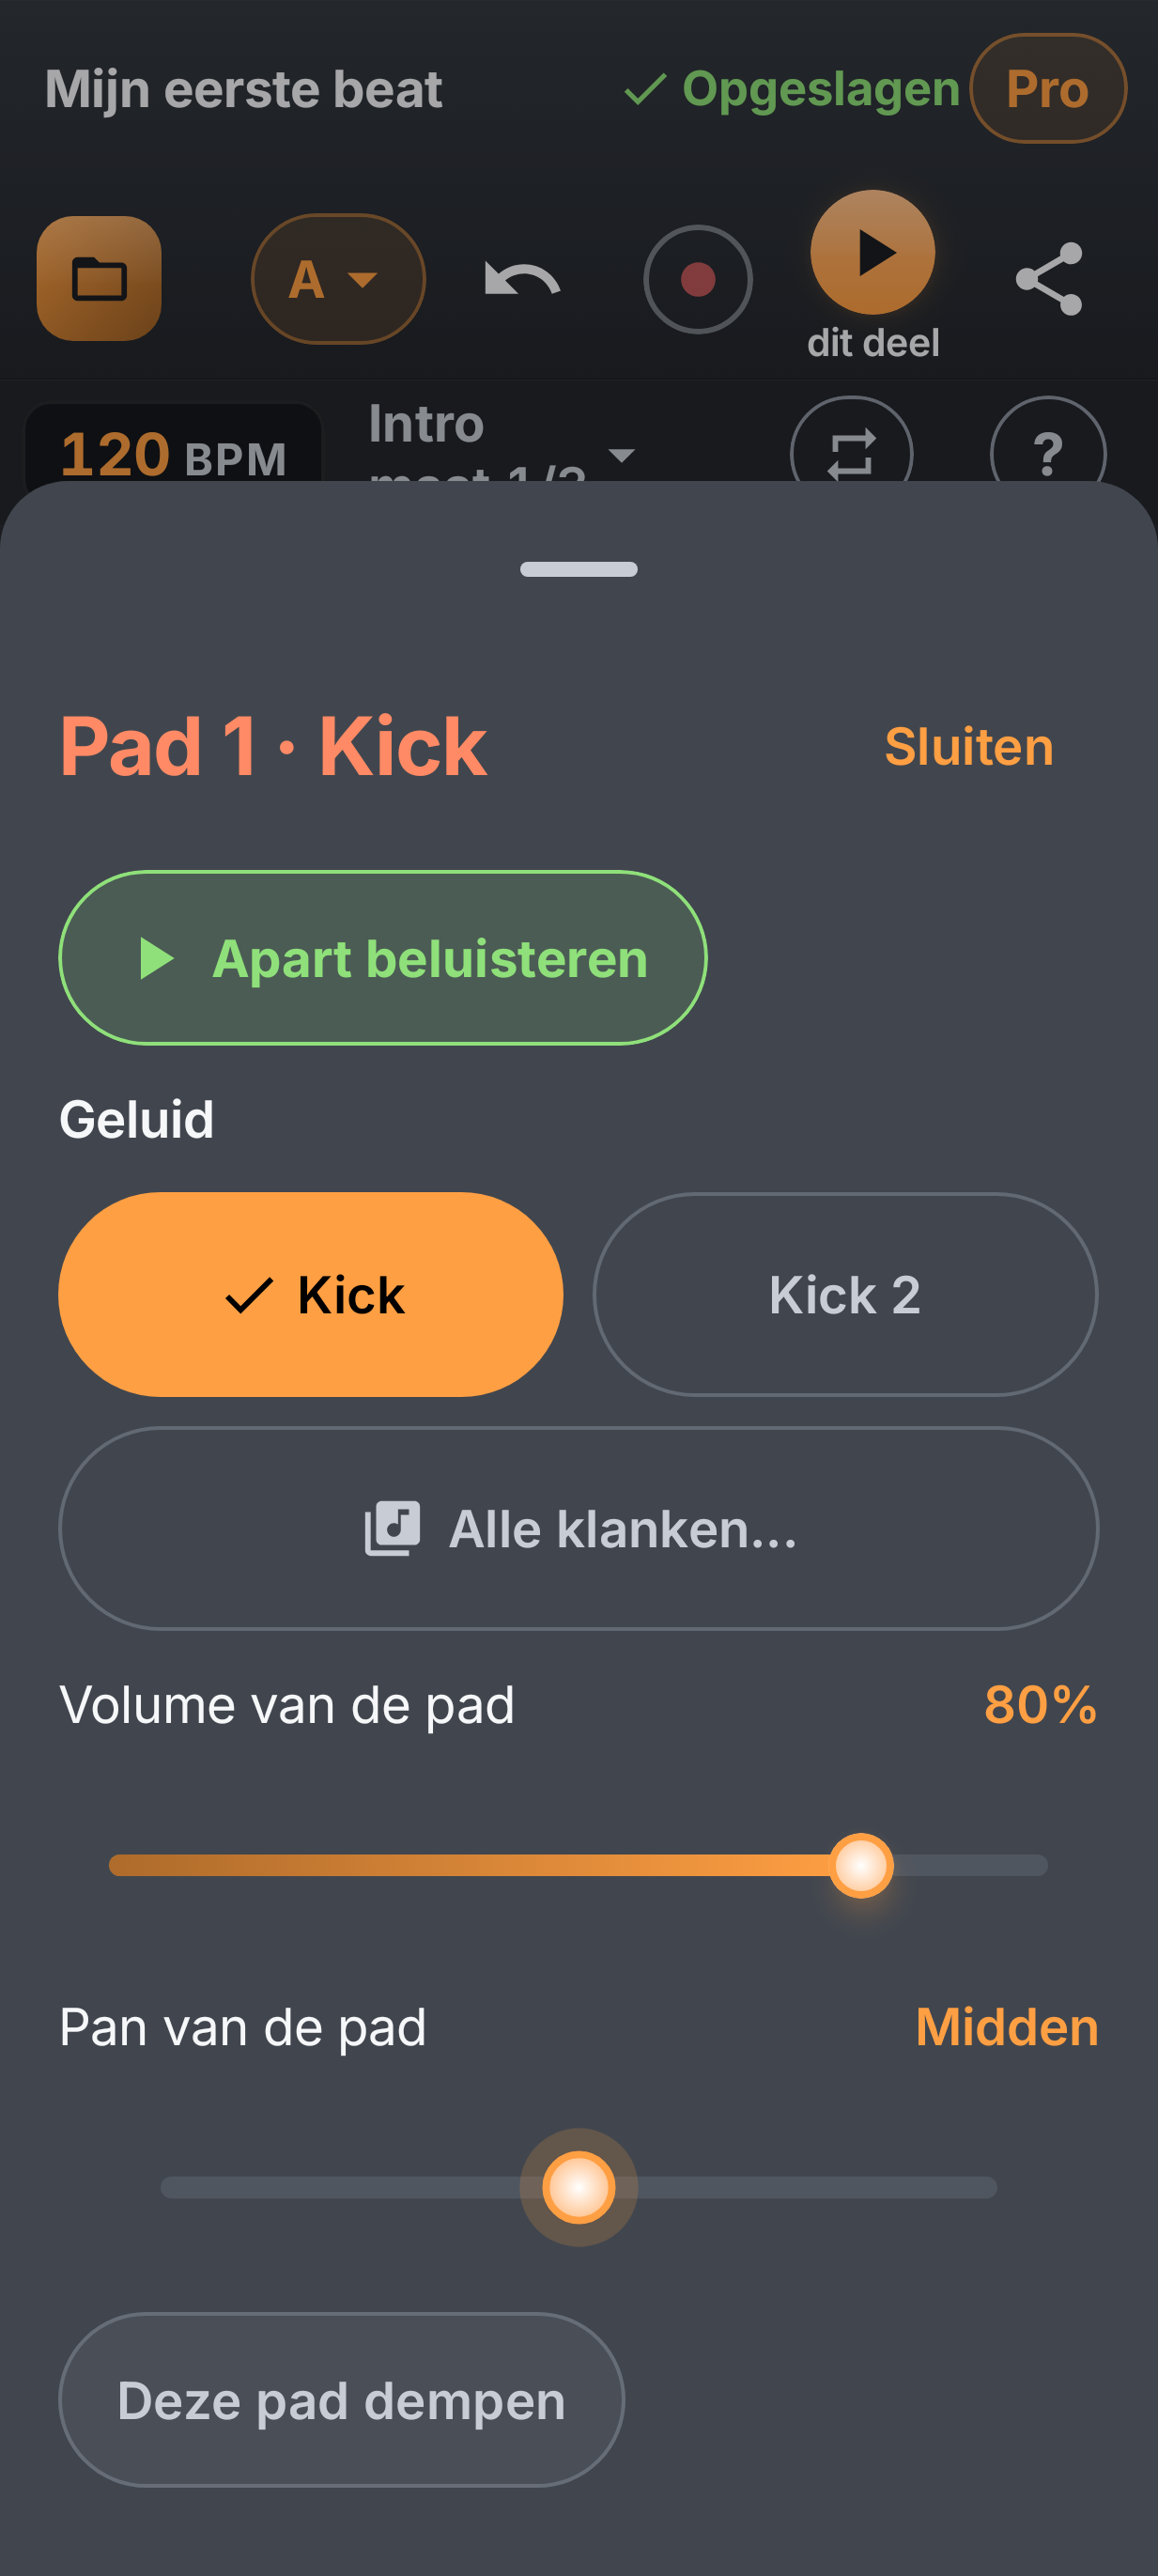 Mijn eerste beat
Opgeslagen
Pro
A
dit deel
120 BPM
Intro
?
Pad 1 · Kick
Sluiten
Apart beluisteren
Geluid
Kick
Kick 2
Alle klanken...
Volume van de pad
80%
Pan van de pad
Midden
Deze pad dempen